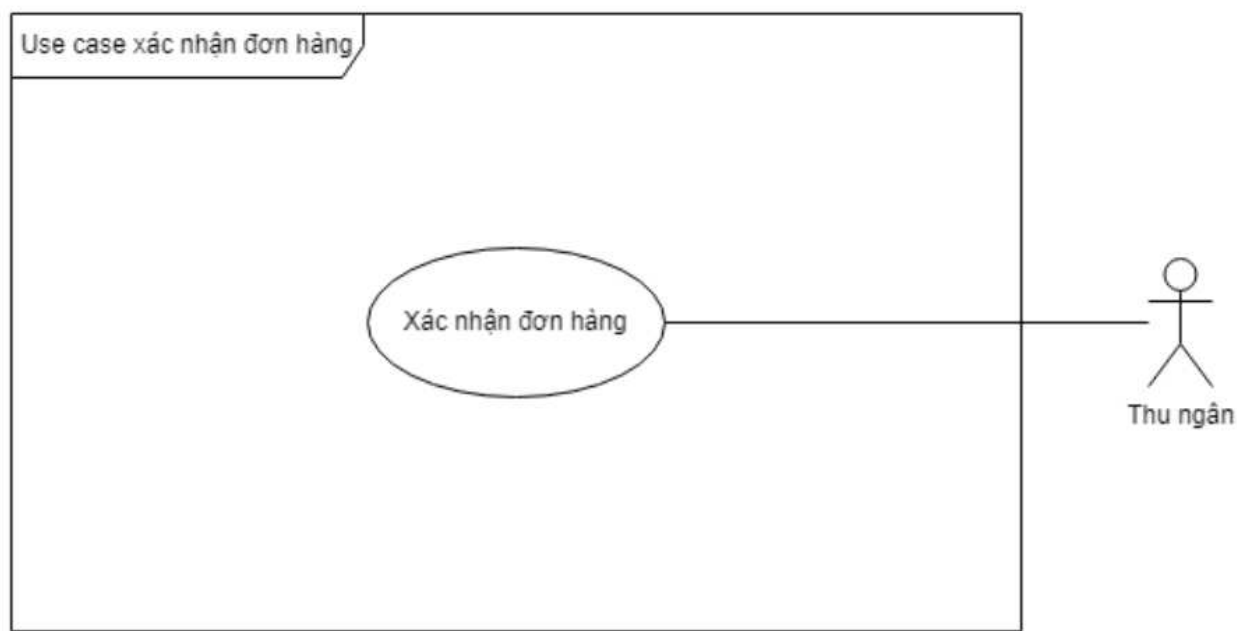 Use case xác nhận đơn hàng
Xác nhận đơn hàng
Thu ngân